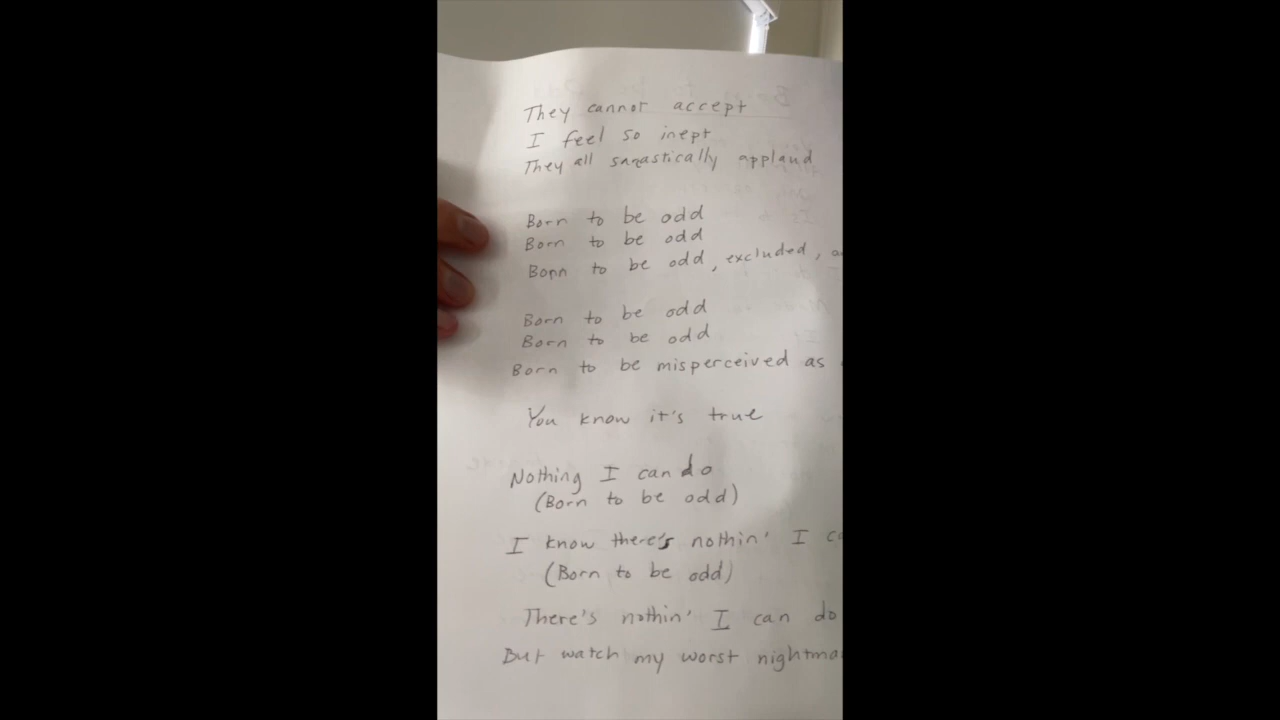 They cannot accept
I feel so inept
They all sarastically applaud
Born to be odd
Born to be odd
Born to be odd, excluded,
Born to be odd
Born to be odd
Born to be misperceived as
You know it's true
Nothing I can do
(Born to be odd)
I know there's nothin' I
(Born to be odd)
There's nothin' I can do
But watch my worst